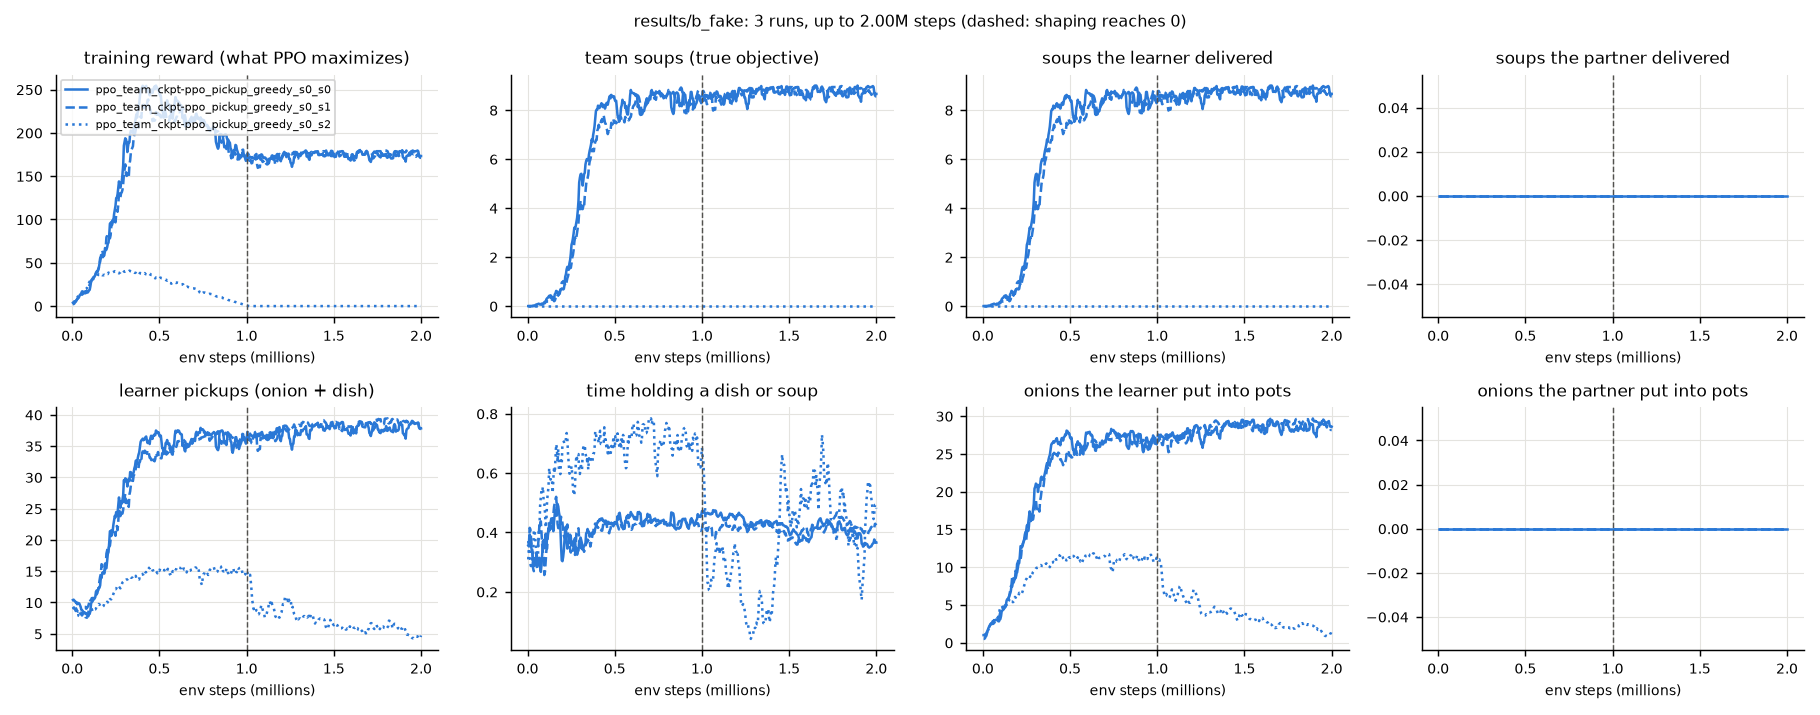 results/b_fake: 3 runs, up to 2.00M steps (dashed: shaping reaches 0)
training reward (what PPO maximizes)
250
200
150
100
50
0
ppo_team_ckpt-ppo_pickup_greedy_s0_s0
ppo_team_ckpt-ppo_pickup_greedy_s0_s1
ppo_team_ckpt-ppo_pickup_greedy_s0_s2
0.0 0.5 1.0 1.5 2.0
env steps (millions)
team soups (true objective)
8
6
4
2
0
0.0 0.5 1.0 1.5 2.0
env steps (millions)
soups the learner delivered
8
6
4
2
0
0.0 0.5 1.0 1.5 2.0
env steps (millions)
soups the partner delivered
0.04
0.02
0.00
−0.02
−0.04
0.0 0.5 1.0 1.5 2.0
env steps (millions)
learner pickups (onion + dish)
40
35
30
25
20
15
10
5
0.0 0.5 1.0 1.5 2.0
env steps (millions)
time holding a dish or soup
0.8
0.6
0.4
0.2
0.0 0.5 1.0 1.5 2.0
env steps (millions)
onions the learner put into pots
30
25
20
15
10
5
0
0.0 0.5 1.0 1.5 2.0
env steps (millions)
onions the partner put into pots
0.04
0.02
0.00
−0.02
−0.04
0.0 0.5 1.0 1.5 2.0
env steps (millions)